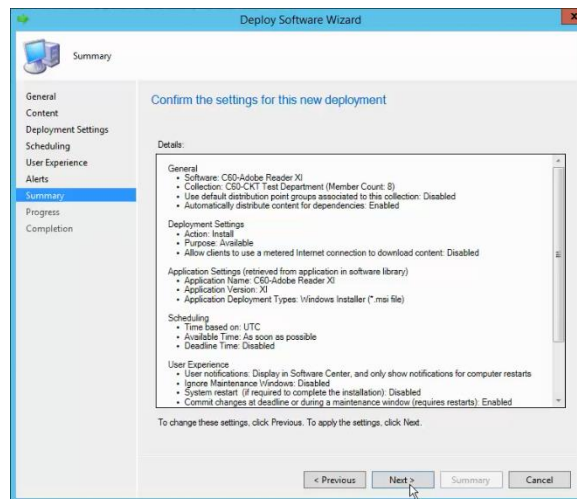 Deploy Software Wizard
x
Summary
General
Content
Deployment Settings
Scheduling
User Experience
Alerts
Summary
Progress
Completion
Confirm the settings for this new deployment
Details:
General
• Software: C60-Adobe Reader XI
• Collection: C60-CKT Test Department (Member Count: 8)
• Use default distribution point groups associated to this collection: Disabled
• Automatically distribute content for dependencies: Enabled
Deployment Settings
• Action: Install
• Purpose: Available
• Allow clients to use a metered Internet connection to download content: Disabled
Application Settings (retrieved from application in software library)
• Application Name: C60-Adobe Reader XI
• Application Version: XI
• Application Deployment Types: Windows Installer (*.msi file)
Scheduling
• Time based on: UTC
• Available Time: As soon as possible
• Deadline Time: Disabled
User Experience
• User notifications: Display in Software Center, and only show notifications for computer restarts
• Ignore Maintenance Windows: Disabled
• System restart (if required to complete the installation): Disabled
• Commit changes at deadline or during a maintenance window (requires restarts): Enabled
To change these settings, click Previous. To apply the settings, click Next.
< Previous
Next >
Summary
Cancel